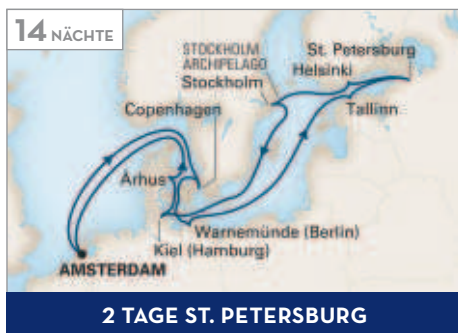 14 NÄCHTE
STOCKHOLM
ARCHIPELAGO
Stockholm
St. Petersburg
Helsinki
Tallinn
Copenhagen
Århus
Warnemünde (Berlin)
Kiel (Hamburg)
AMSTERDAM
2 TAGE ST. PETERSBURG